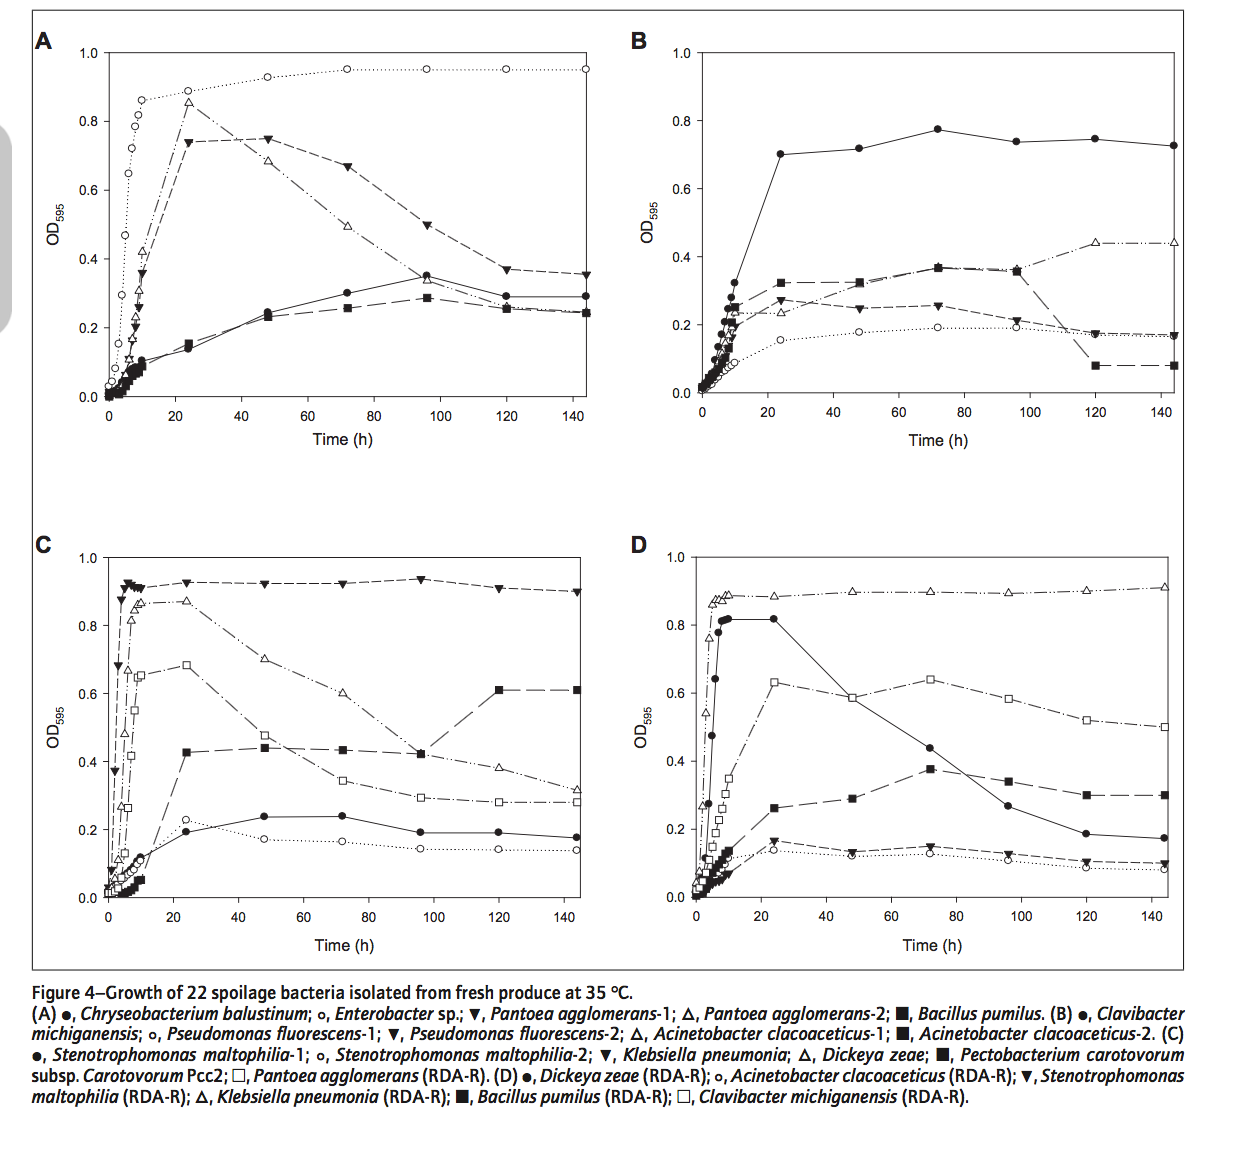 A
B
1.0
0.8
0.6
0.4
0.2
0.0
OD595
0 20 40 60 80 100 120 140
Time (h)
1.0
0.8
0.6
0.4
0.2
0.0
OD595
0 20 40 60 80 100 120 140
Time (h)
C
D
1.0
0.8
0.6
0.4
0.2
0.0
OD595
0 20 40 60 80 100 120 140
Time (h)
1.0
0.8
0.6
0.4
0.2
0.0
OD595
0 20 40 60 80 100 120 140
Time (h)
Figure 4–Growth of 22 spoilage bacteria isolated from fresh produce at 35 °C.
(A) ●, Chryseobacterium balustinum; ○, Enterobacter sp.; ▼, Pantoea agglomerans-1; △, Pantoea agglomerans-2; ■, Bacillus pumilus. (B) ●, Clavibacter
michiganensis; ○, Pseudomonas fluorescens-1; ▼, Pseudomonas fluorescens-2; △, Acinetobacter clacoaceticus-1; ■, Acinetobacter clacoaceticus-2. (C)
●, Stenotrophomonas maltophilia-1; ○, Stenotrophomonas maltophilia-2; ▼, Klebsiella pneumonia; △, Dickeya zeae; ■, Pectobacterium carotovorum
subsp. Carotovorum Pcc2; □, Pantoea agglomerans (RDA-R). (D) ●, Dickeya zeae (RDA-R); ○, Acinetobacter clacoaceticus (RDA-R); ▼, Stenotrophomonas
maltophilia (RDA-R); △, Klebsiella pneumonia (RDA-R); ■, Bacillus pumilus (RDA-R); □, Clavibacter michiganensis (RDA-R).